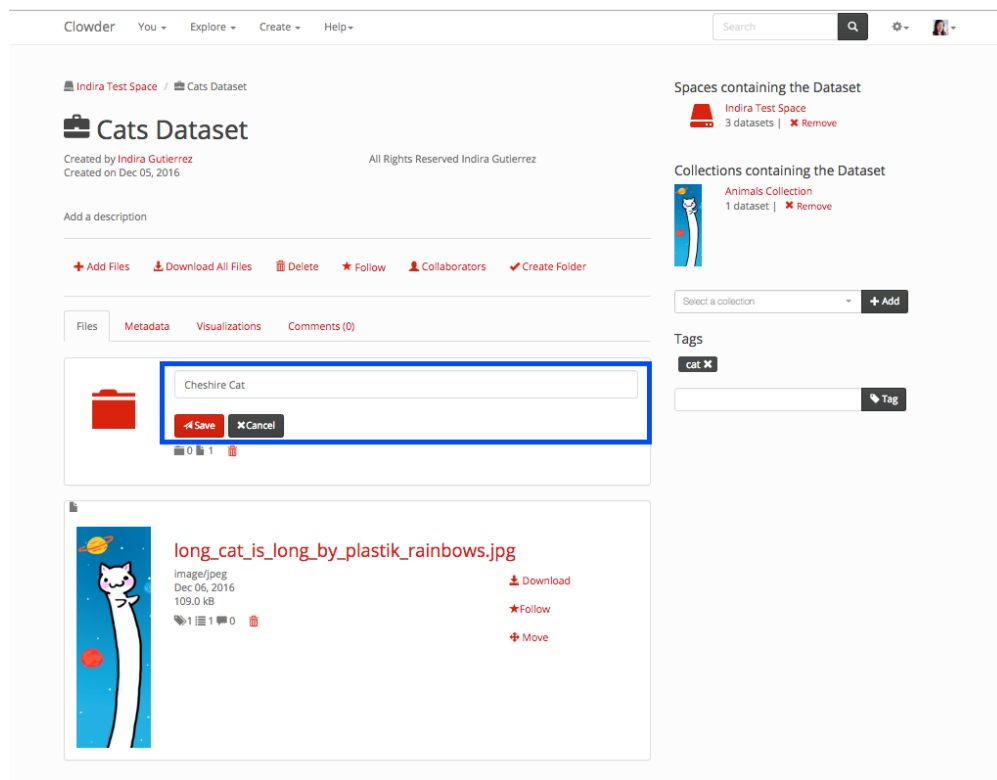 Clowder You Explore Create Help Search
Indira Test Space / Cats Dataset
Cats Dataset
Created by Indira Gutierrez
Created on Dec 05, 2016
All Rights Reserved Indira Gutierrez
Add a description
Add Files Download All Files Delete Follow Collaborators Create Folder
Files Metadata Visualizations Comments (0)
Cheshire Cat
Save Cancel
0 1
long_cat_is_long_by_plastik_rainbows.jpg
image/jpeg
Dec 06, 2016
109.0 kB
1 1 0
Download
Follow
Move
Spaces containing the Dataset
Indira Test Space
3 datasets | Remove
Collections containing the Dataset
Animals Collection
1 dataset | Remove
Select a collection Add
Tags
cat
Tag